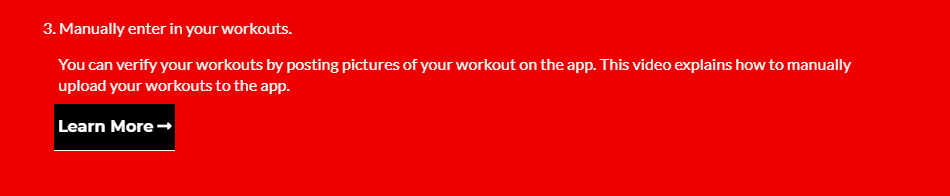 3. Manually enter in your workouts.
You can verify your workouts by posting pictures of your workout on the app. This video explains how to manually
upload your workouts to the app.
Learn More →